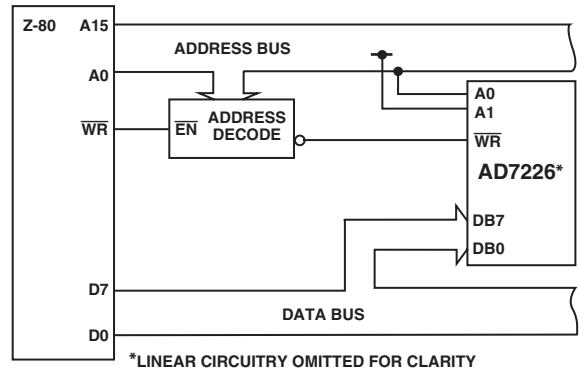 Z-80
A15
ADDRESS BUS
A0
WR
EN
ADDRESS
DECODE
A0
A1
WR
AD7226*
DB7
DB0
D7
DATA BUS
D0
*LINEAR CIRCUITRY OMITTED FOR CLARITY